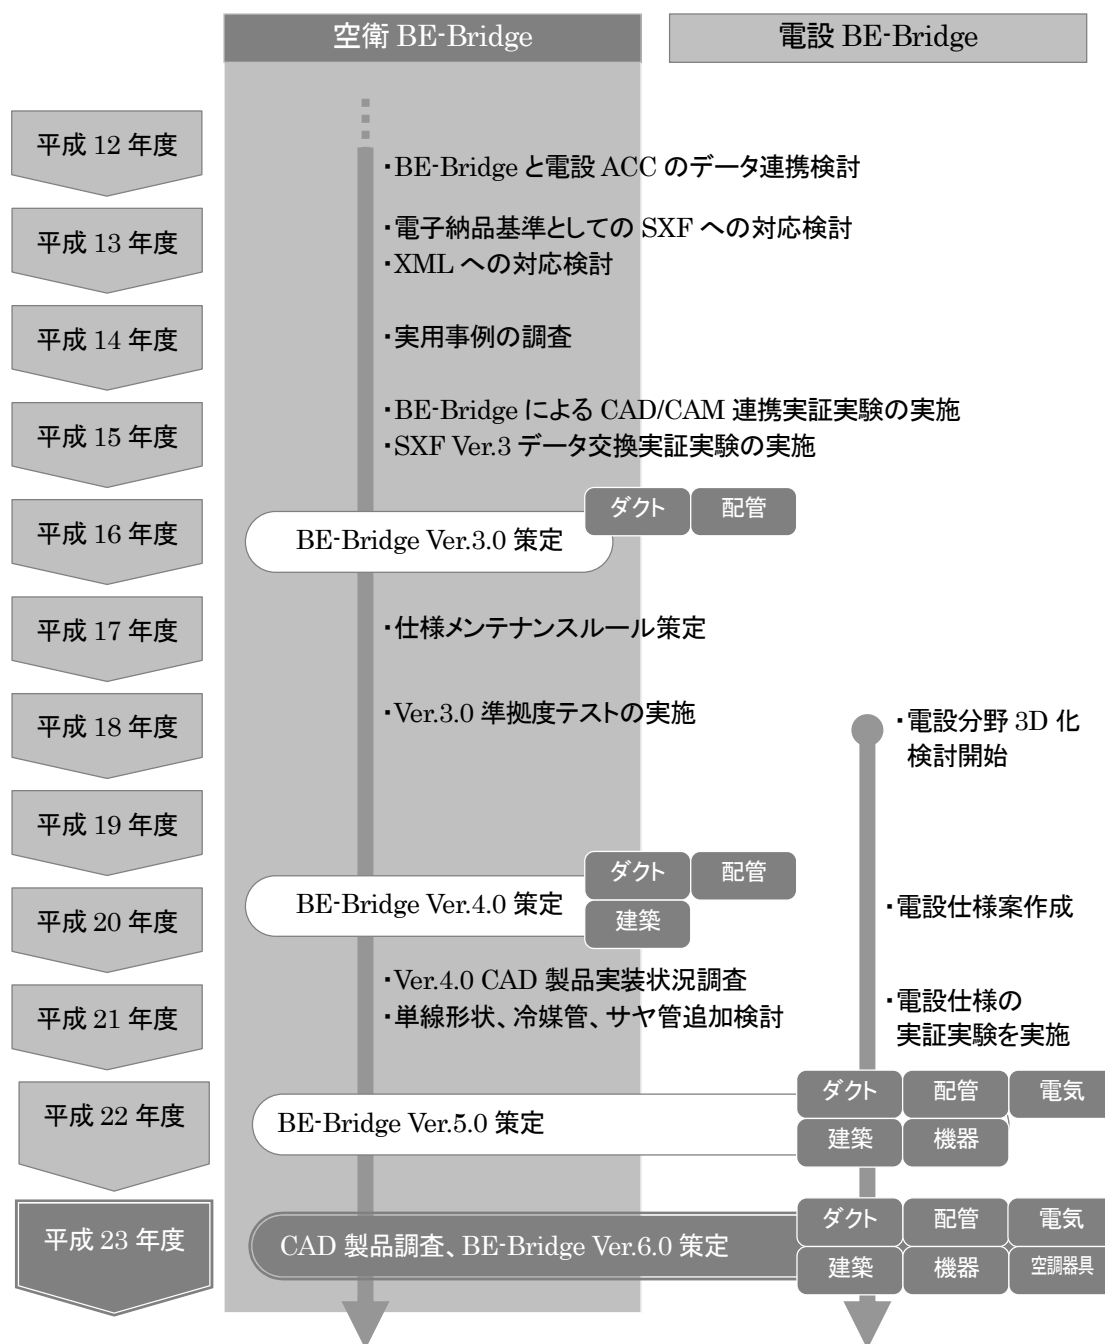 空衛 BE-Bridge
電設 BE-Bridge
平成 12 年度
・BE-Bridge と電設 ACC のデータ連携検討
平成 13 年度
・電子納品基準としての SXF への対応検討
・XML への対応検討
平成 14 年度
・実用事例の調査
平成 15 年度
・BE-Bridge による CAD/CAM 連携実証実験の実施
・SXF Ver.3 データ交換実証実験の実施
平成 16 年度
BE-Bridge Ver.3.0 策定
ダクト
配管
平成 17 年度
・仕様メンテナンスルール策定
平成 18 年度
・Ver.3.0 準拠度テストの実施
・電設分野 3D 化
検討開始
平成 19 年度
平成 20 年度
BE-Bridge Ver.4.0 策定
ダクト
配管
建築
・電設仕様案作成
平成 21 年度
・Ver.4.0 CAD 製品実装状況調査
・単線形状、冷媒管、サヤ管追加検討
・電設仕様の
実証実験を実施
平成 22 年度
BE-Bridge Ver.5.0 策定
ダクト
配管
電気
建築
機器
平成 23 年度
CAD 製品調査、BE-Bridge Ver.6.0 策定
ダクト
配管
電気
建築
機器
空調器具